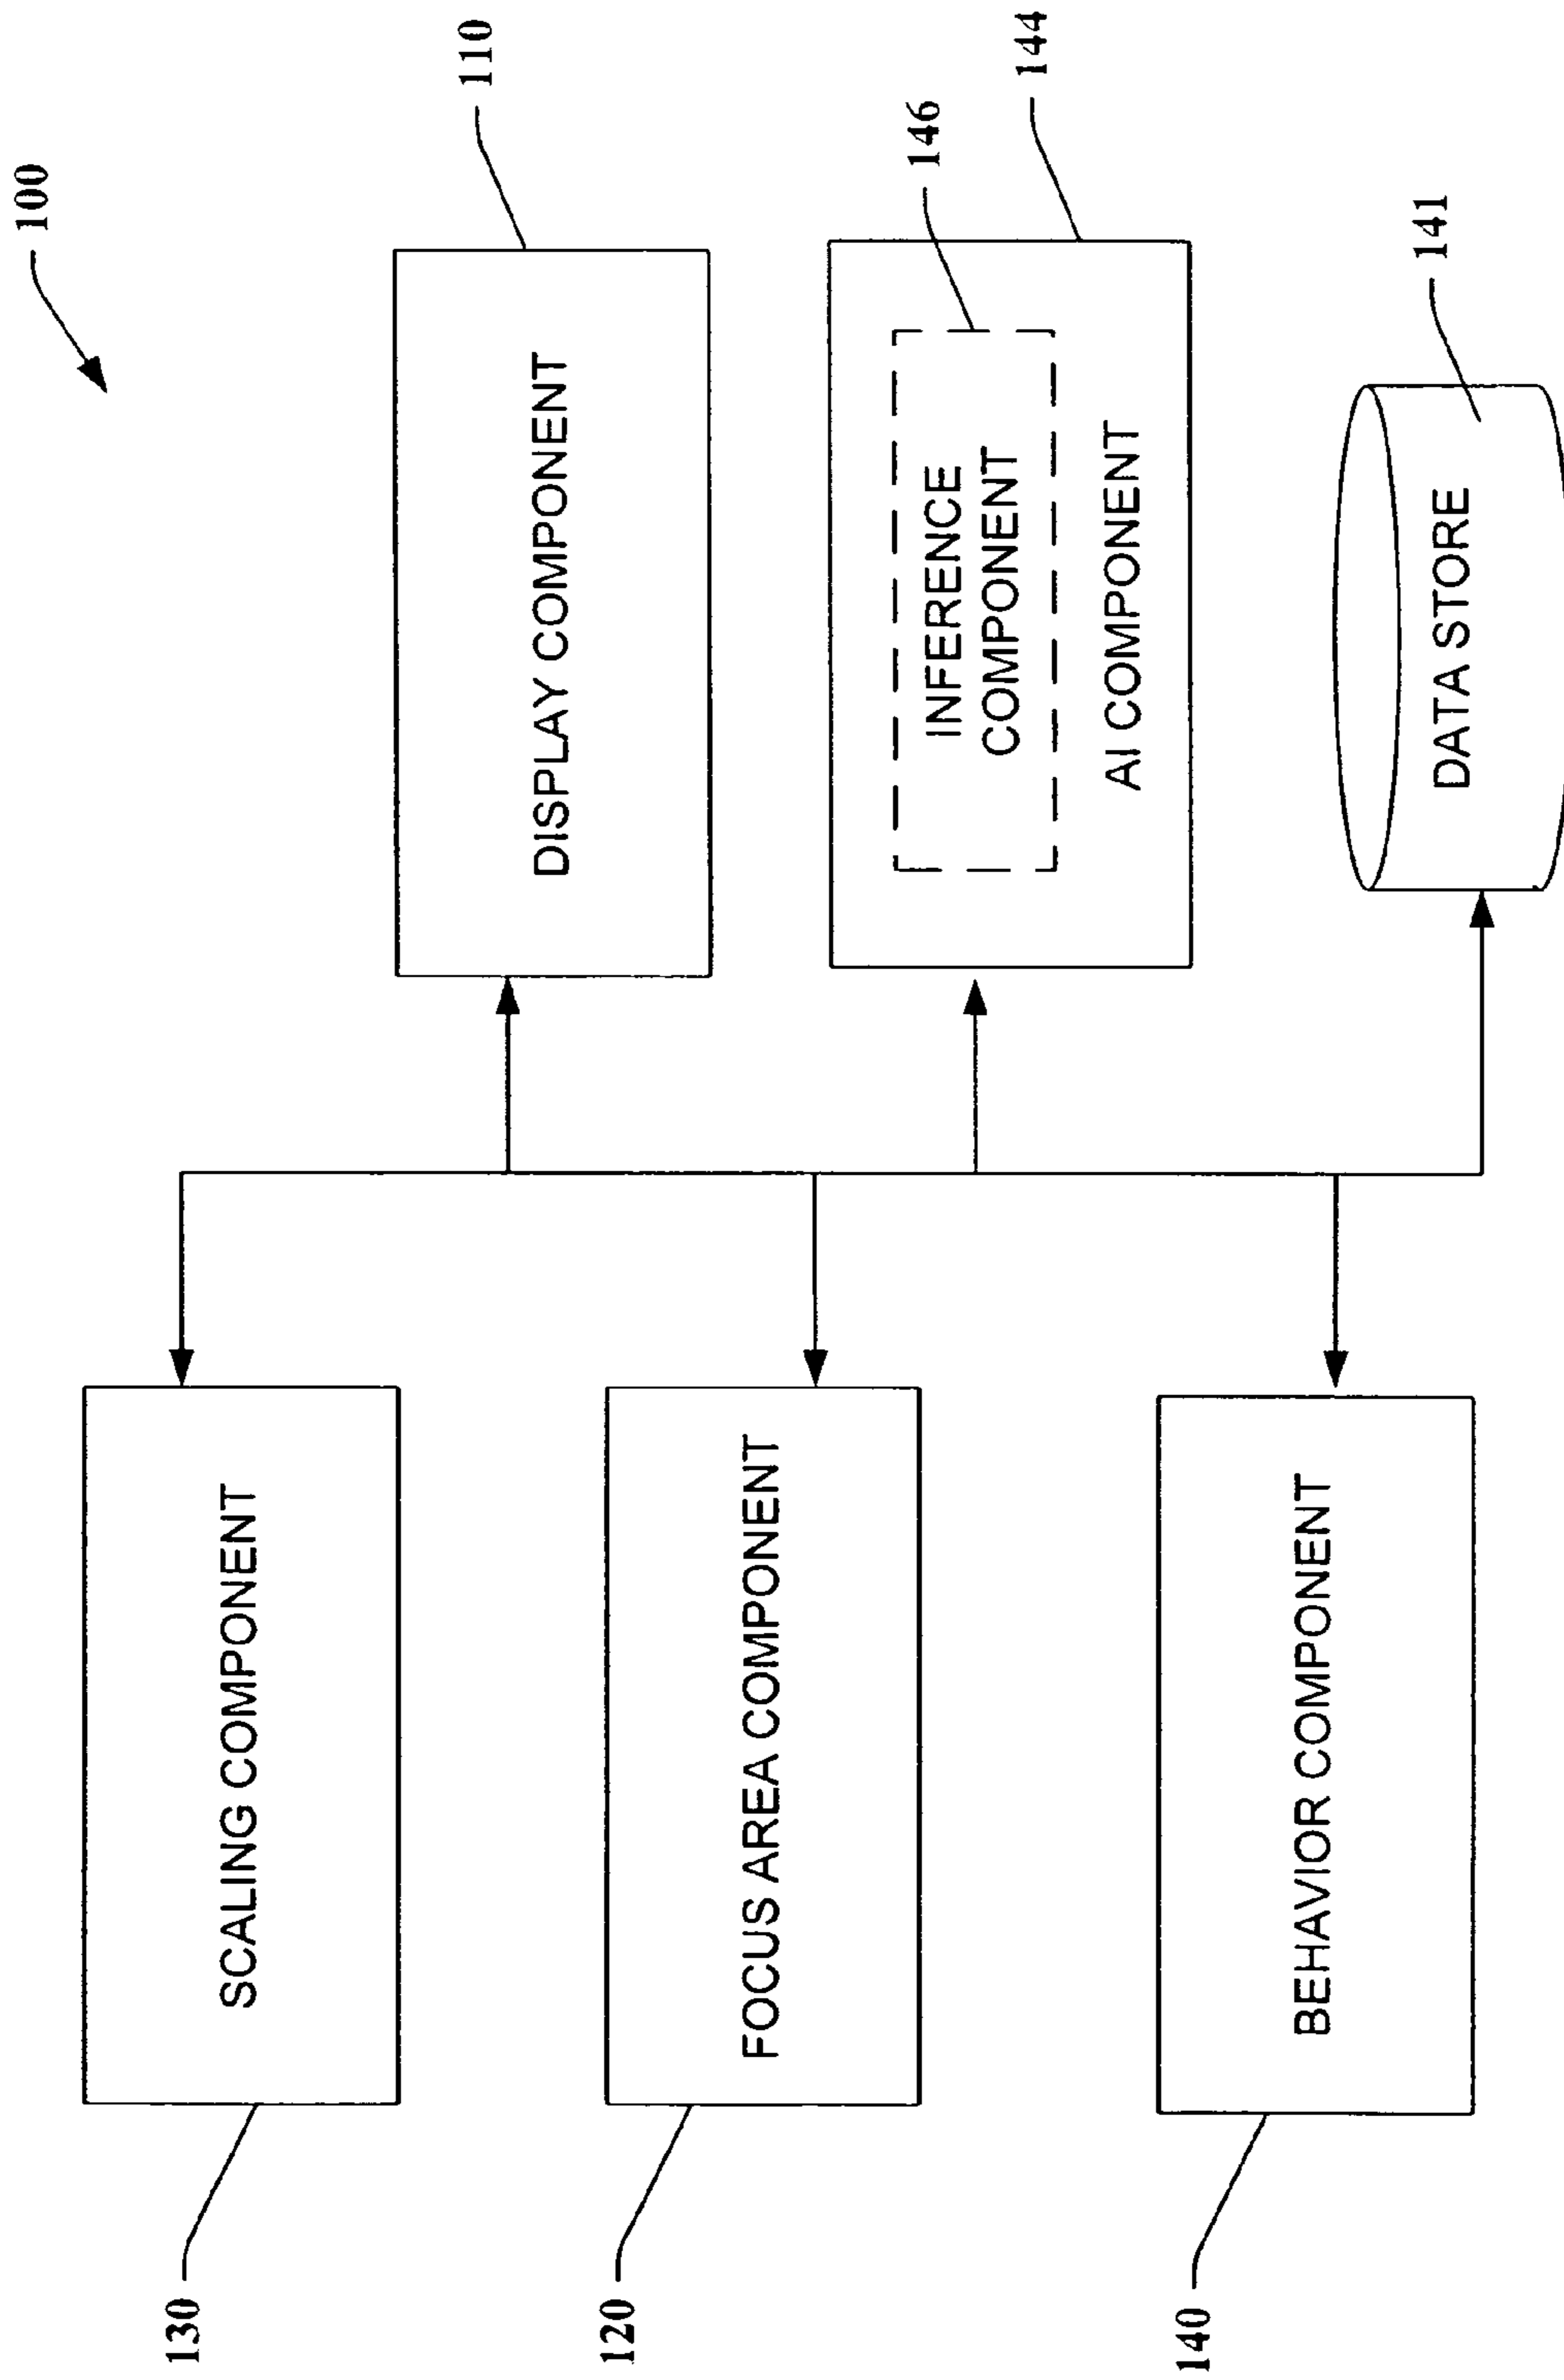 100
130
SCALING COMPONENT
DISPLAY COMPONENT
110
120
FOCUS AREA COMPONENT
INFERENCE
COMPONENT
146
AI COMPONENT
144
140
BEHAVIOR COMPONENT
DATA STORE
141